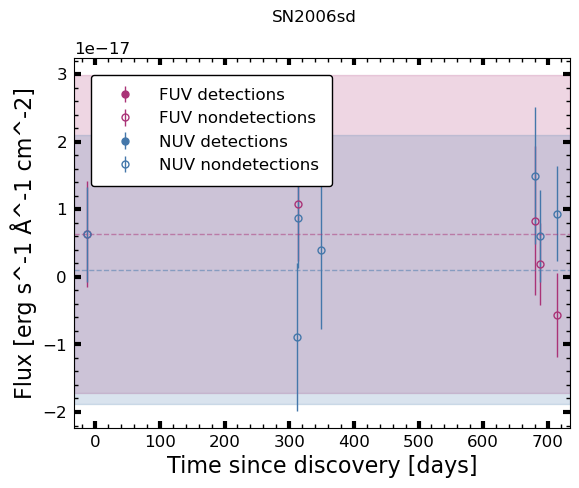 SN2006sd
1e−17
3
2
1
0
−1
−2
Flux [erg s^-1 Å^-1 cm^-2]
FUV detections
FUV nondetections
NUV detections
NUV nondetections
0 100 200 300 400 500 600 700
Time since discovery [days]